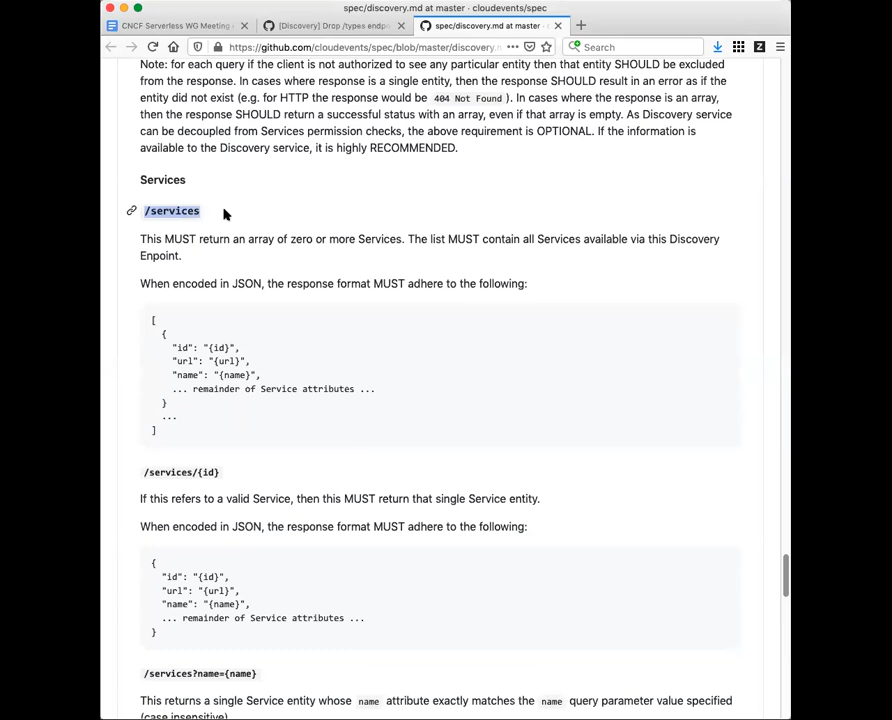 spec/discovery.md at master · cloudevents/spec
CNCF Serverless WG Meeting
[Discovery] Drop /types endp
spec/discovery.md at master · cl
https://github.com/cloudevents/spec/blob/master/discovery.
Search
Note: for each query if the client is not authorized to see any particular entity then that entity SHOULD be excluded
from the response. In cases where response is a single entity, then the response SHOULD result in an error as if the
entity did not exist (e.g. for HTTP the response would be 404 Not Found ). In cases where the response is an array,
then the response SHOULD return a successful status with an array, even if that array is empty. As Discovery service
can be decoupled from Services permission checks, the above requirement is OPTIONAL. If the information is
available to the Discovery service, it is highly RECOMMENDED.
Services
/services
This MUST return an array of zero or more Services. The list MUST contain all Services available via this Discovery
Enpoint.
When encoded in JSON, the response format MUST adhere to the following:
[
{
"id": "{id}",
"url": "{url}",
"name": "{name}",
... remainder of Service attributes ...
}
...
]
/services/{id}
If this refers to a valid Service, then this MUST return that single Service entity.
When encoded in JSON, the response format MUST adhere to the following:
{
"id": "{id}",
"url": "{url}",
"name": "{name}",
... remainder of Service attributes ...
}
/services?name={name}
This returns a single Service entity whose name attribute exactly matches the name query parameter value specified
(case insensitive)